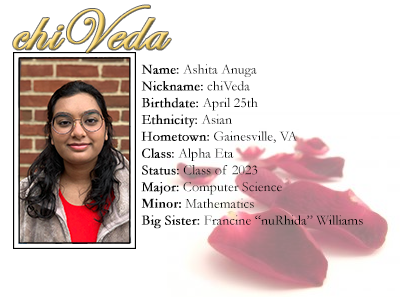 chiVeda
Name: Ashita Anuga
Nickname: chiVeda
Birthdate: April 25th
Ethnicity: Asian
Hometown: Gainesville, VA
Class: Alpha Eta
Status: Class of 2023
Major: Computer Science
Minor: Mathematics
Big Sister: Francine “nuRhida” Williams